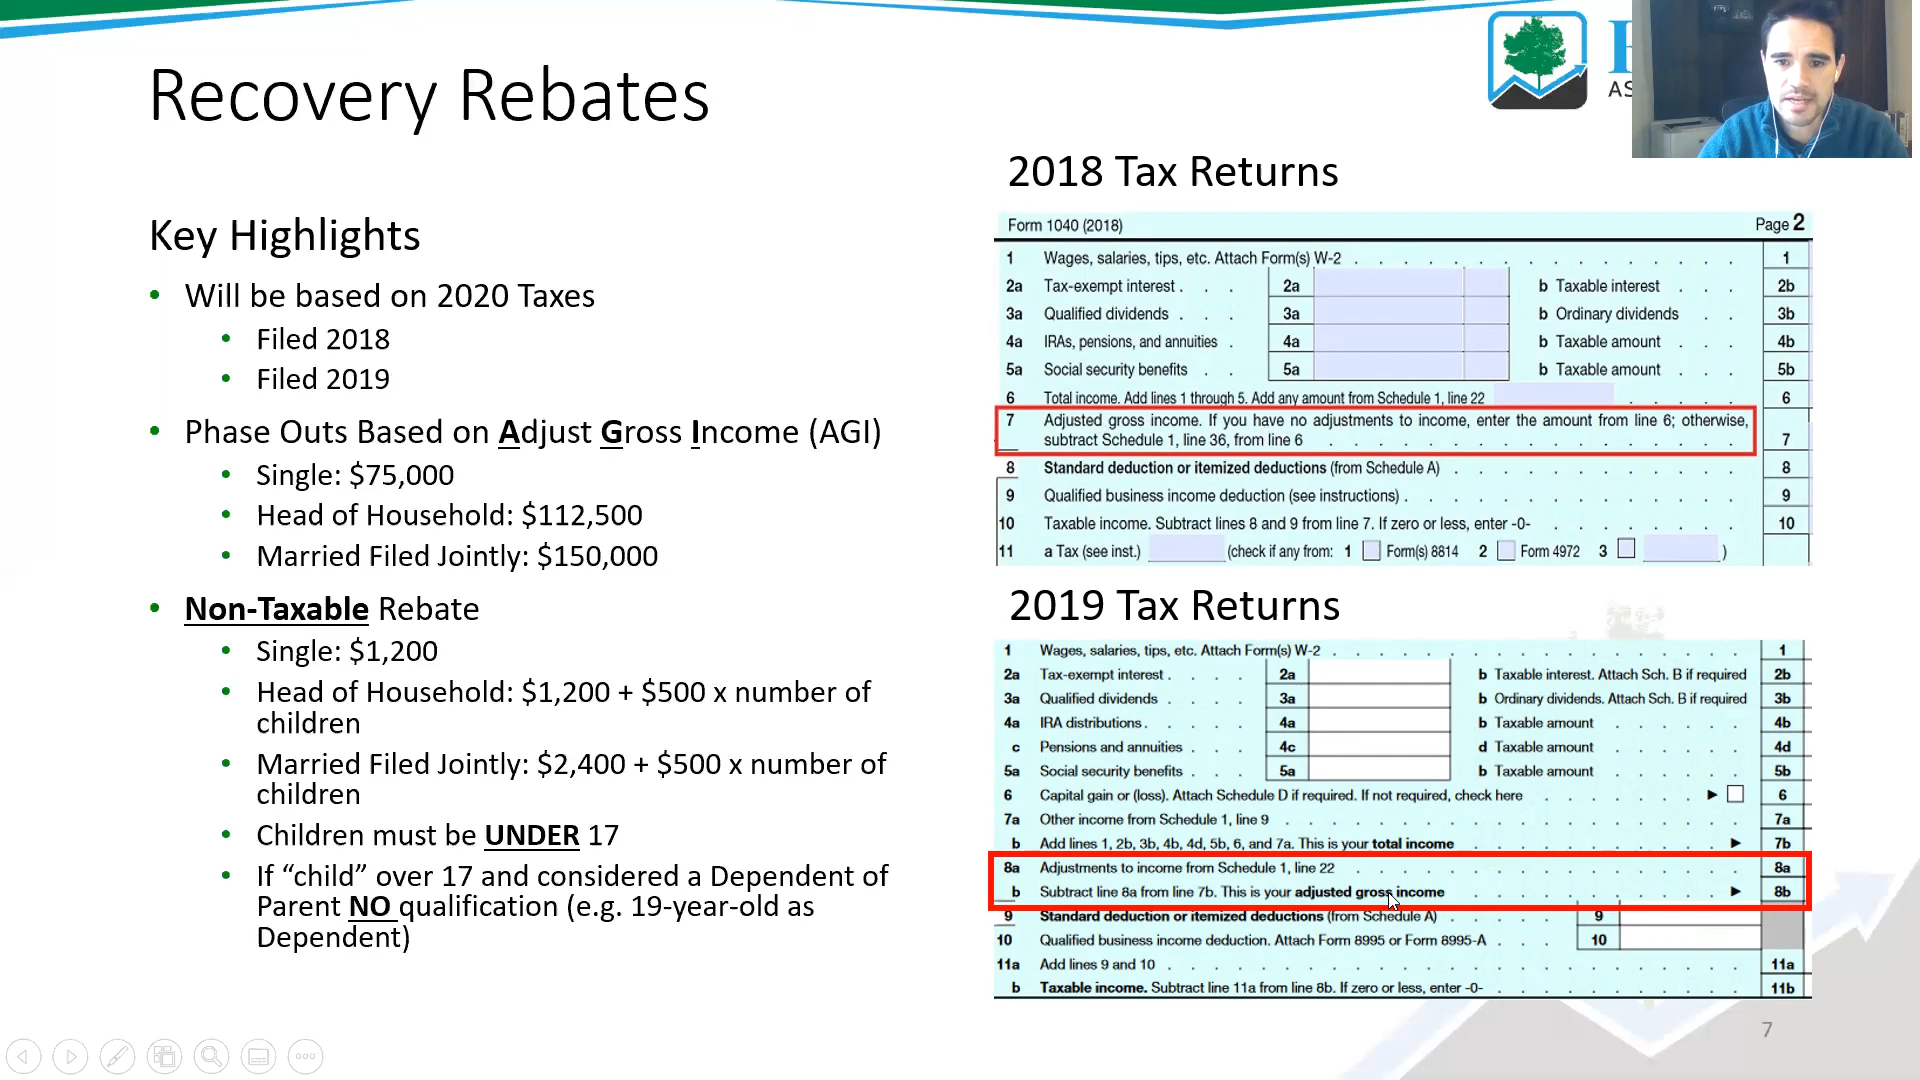 Recovery Rebates
Key Highlights
• Will be based on 2020 Taxes
• Filed 2018
• Filed 2019
• Phase Outs Based on Adjust Gross Income (AGI)
• Single: $75,000
• Head of Household: $112,500
• Married Filed Jointly: $150,000
• Non-Taxable Rebate
• Single: $1,200
• Head of Household: $1,200 + $500 x number of
children
• Married Filed Jointly: $2,400 + $500 x number of
children
• Children must be UNDER 17
• If “child” over 17 and considered a Dependent of
Parent NO qualification (e.g. 19-year-old as
Dependent)
2018 Tax Returns
Form 1040 (2018) Page 2
1 Wages, salaries, tips, etc. Attach Form(s) W-2 . . . . . . . . . . . . . . . 1
2a Tax-exempt interest . . . 2a b Taxable interest . . . 2b
3a Qualified dividends . . . 3a b Ordinary dividends . . 3b
4a IRAs, pensions, and annuities . 4a b Taxable amount . . . 4b
5a Social security benefits . . 5a b Taxable amount . . . 5b
6 Total income. Add lines 1 through 5. Add any amount from Schedule 1, line 22 . . . . . 6
7 Adjusted gross income. If you have no adjustments to income, enter the amount from line 6; otherwise,
subtract Schedule 1, line 36, from line 6 . . . . . . . . . . . . . . . . 7
8 Standard deduction or itemized deductions (from Schedule A) . . . . . . . . . . 8
9 Qualified business income deduction (see instructions) . . . . . . . . . . . . 9
10 Taxable income. Subtract lines 8 and 9 from line 7. If zero or less, enter -0- . . . . . . . 10
11 a Tax (see inst.) (check if any from: 1 Form(s) 8814 2 Form 4972 3 )
2019 Tax Returns
1 Wages, salaries, tips, etc. Attach Form(s) W-2 . . . . . . . . . . . . . . . . . 1
2a Tax-exempt interest . . . . 2a b Taxable interest. Attach Sch. B if required 2b
3a Qualified dividends . . . . 3a b Ordinary dividends. Attach Sch. B if required 3b
4a IRA distributions . . . . 4a b Taxable amount . . . . . . 4b
c Pensions and annuities . . . 4c d Taxable amount . . . . . . 4d
5a Social security benefits . . . 5a b Taxable amount . . . . . . 5b
6 Capital gain or (loss). Attach Schedule D if required. If not required, check here . . . . . . . ▶ 6
7a Other income from Schedule 1, line 9 . . . . . . . . . . . . . . . . . . . 7a
b Add lines 1, 2b, 3b, 4b, 4d, 5b, 6, and 7a. This is your total income . . . . . . . . . . ▶ 7b
8a Adjustments to income from Schedule 1, line 22 . . . . . . . . . . . . . . . . . 8a
b Subtract line 8a from line 7b. This is your adjusted gross income . . . . . . . . . . ▶ 8b
9 Standard deduction or itemized deductions (from Schedule A) . . . . . 9
10 Qualified business income deduction. Attach Form 8995 or Form 8995-A . . . 10
11a Add lines 9 and 10 . . . . . . . . . . . . . . . . . . . . . . . 11a
b Taxable income. Subtract line 11a from line 8b. If zero or less, enter -0- . . . . . . . . . . 11b
7